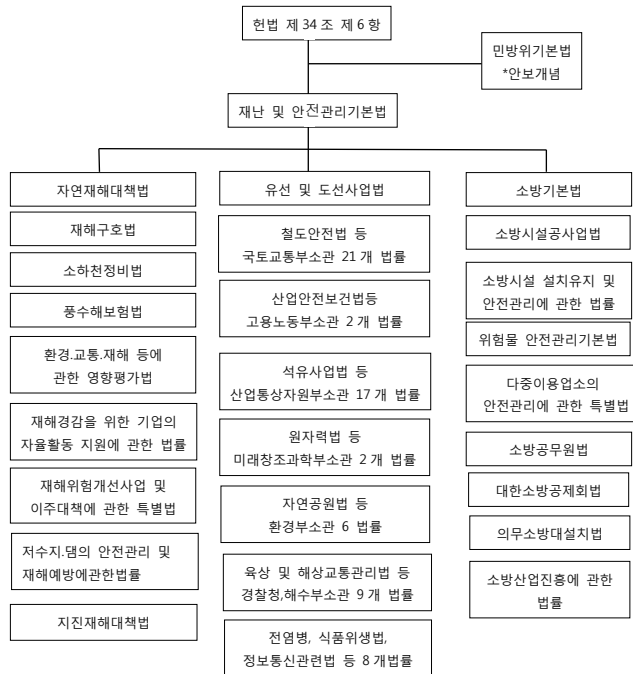 헌법 제34조 제6항
민방위기본법
*안보개념
재난 및 안전관리기본법
자연재해대책법
재해구호법
소하천정비법
풍수해보험법
환경.교통.재해 등에
관한 영향평가법
재해경감을 위한 기업의
자율활동 지원에 관한 법률
재해위험개선사업 및
이주대책에 관한 특별법
저수지.댐의 안전관리 및
재해예방에관한법률
지진재해대책법
유선 및 도선사업법
철도안전법 등
국토교통부소관 21개 법률
산업안전보건법등
고용노동부소관 2개 법률
석유사업법 등
산업통상자원부소관 17개 법률
원자력법 등
미래창조과학부소관 2개 법률
자연공원법 등
환경부소관 6 법률
육상 및 해상교통관리법 등
경찰청,해수부소관 9개 법률
전염병, 식품위생법,
정보통신관련법 등 8개법률
소방기본법
소방시설공사업법
소방시설 설치유지 및
안전관리에 관한 법률
위험물 안전관리기본법
다중이용업소의
안전관리에 관한 특별법
소방공무원법
대한소방공제회법
의무소방대설치법
소방산업진흥에 관한
법률